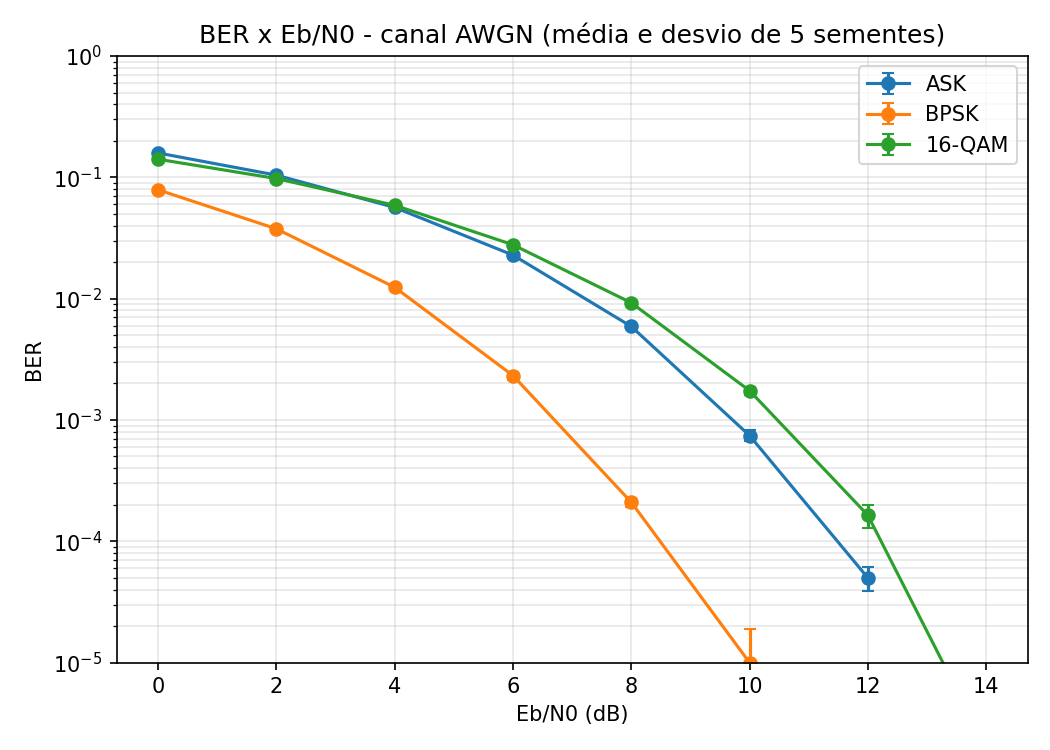 BER x Eb/N0 - canal AWGN (média e desvio de 5 sementes)
ASK
BPSK
16-QAM
10^0
10^-1
10^-2
10^-3
10^-4
10^-5
BER
0 2 4 6 8 10 12 14
Eb/N0 (dB)